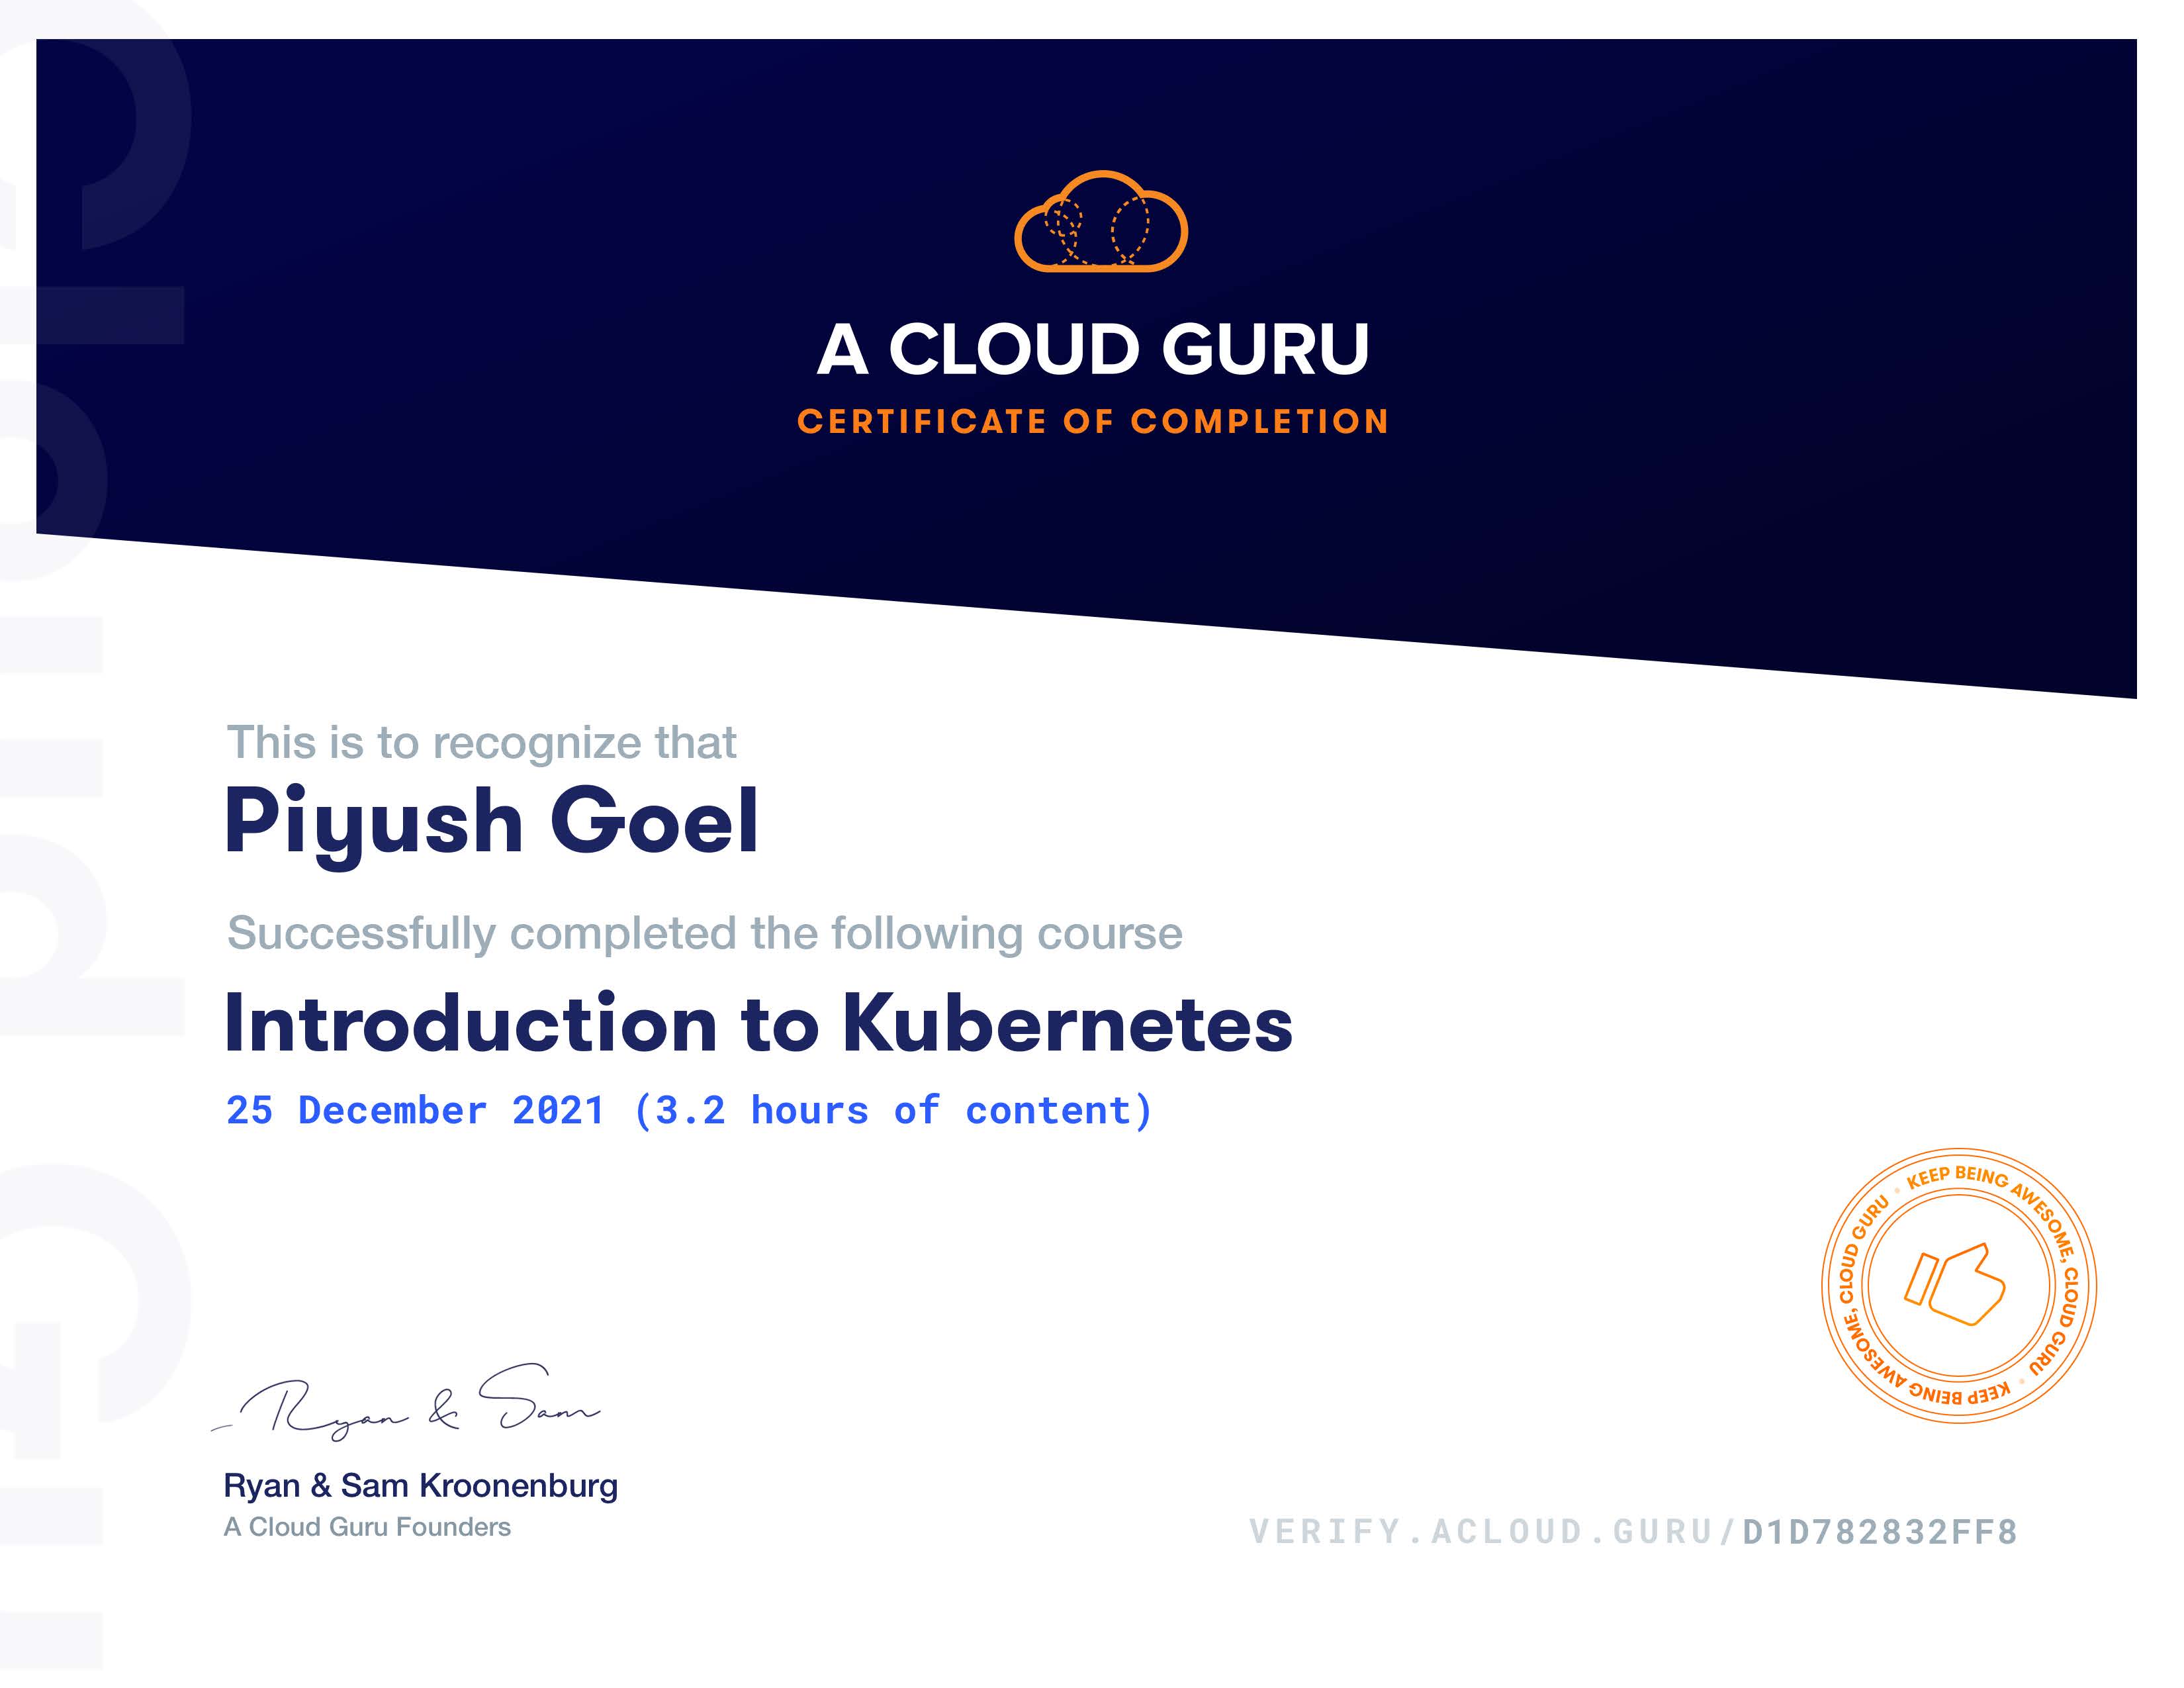 A CLOUD GURU
CERTIFICATE OF COMPLETION
This is to recognize that
Piyush Goel
Successfully completed the following course
Introduction to Kubernetes
25 December 2021 (3.2 hours of content)
KEEP BEING AWESOME, CLOUD GURU • KEEP BEING AWESOME, CLOUD GURU •
Ryan & Sam
Ryan & Sam Kroonenburg
A Cloud Guru Founders
VERIFY.ACLOUD.GURU/D1D782832FF8